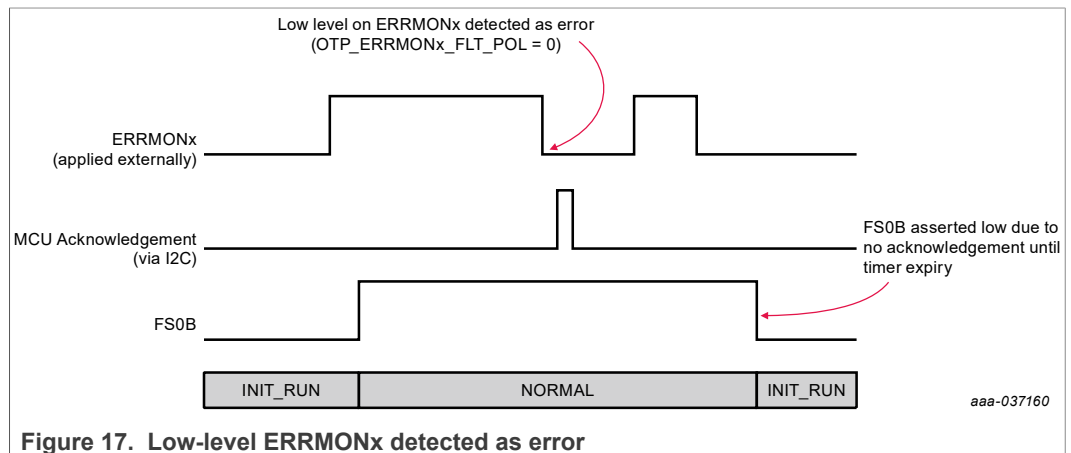 Low level on ERRMONx detected as error
(OTP_ERRMONx_FLT_POL = 0)
ERRMONx
(applied externally)
MCU Acknowledgement
(via I2C)
FS0B asserted low due to
no acknowledgement until
timer expiry
FS0B
INIT_RUN
NORMAL
INIT_RUN
aaa-037160
Figure 17. Low-level ERRMONx detected as error